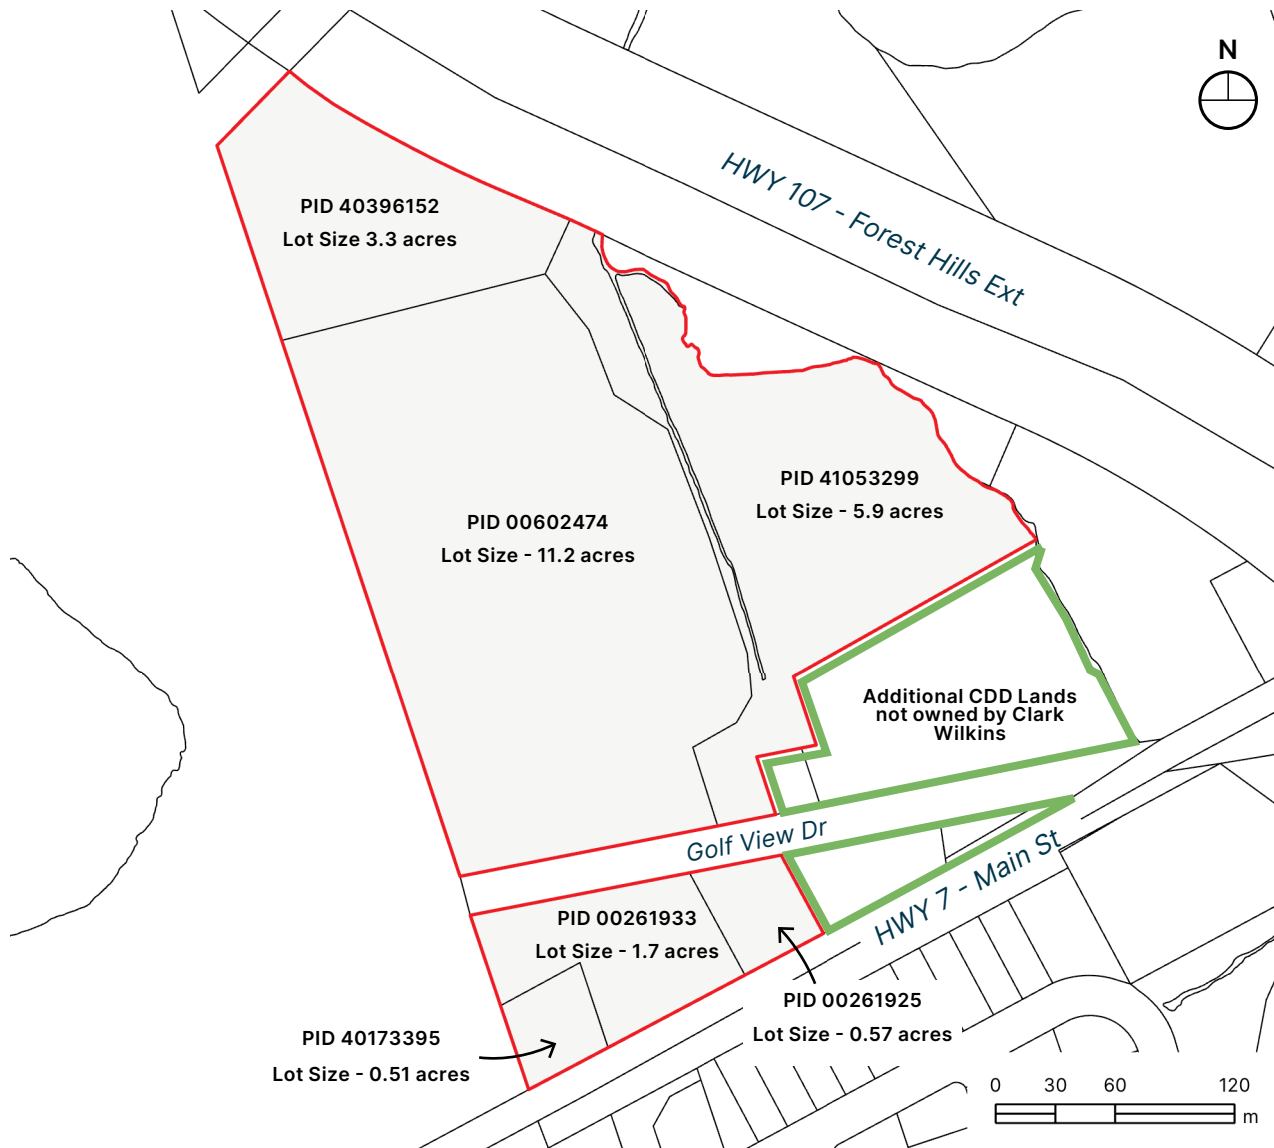 N
HWY 107 - Forest Hills Ext
PID 40396152
Lot Size 3.3 acres
PID 41053299
Lot Size - 5.9 acres
PID 00602474
Lot Size - 11.2 acres
Additional CDD Lands
not owned by Clark
Wilkins
Golf View Dr
HWY 7 - Main St
PID 00261933
Lot Size - 1.7 acres
PID 00261925
Lot Size - 0.57 acres
PID 40173395
Lot Size - 0.51 acres
0 30 60 120
m